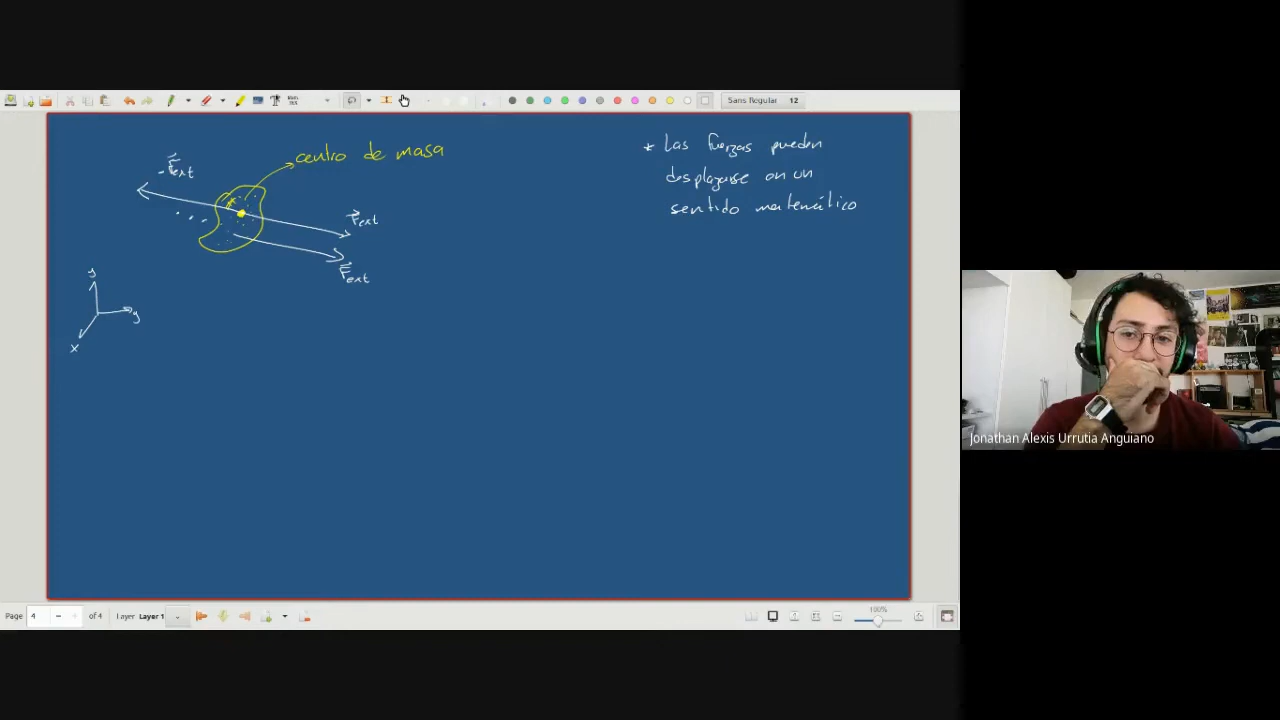 Sans Regular 12
centro de masa
-F⃗ext
F⃗ext
F⃗ext
* Las fuerzas pueden
desplazarse en un
sentido matemático
y
y
x
Jonathan Alexis Urrutia Anguiano
Page 4 of 4 Layer Layer 1
100%